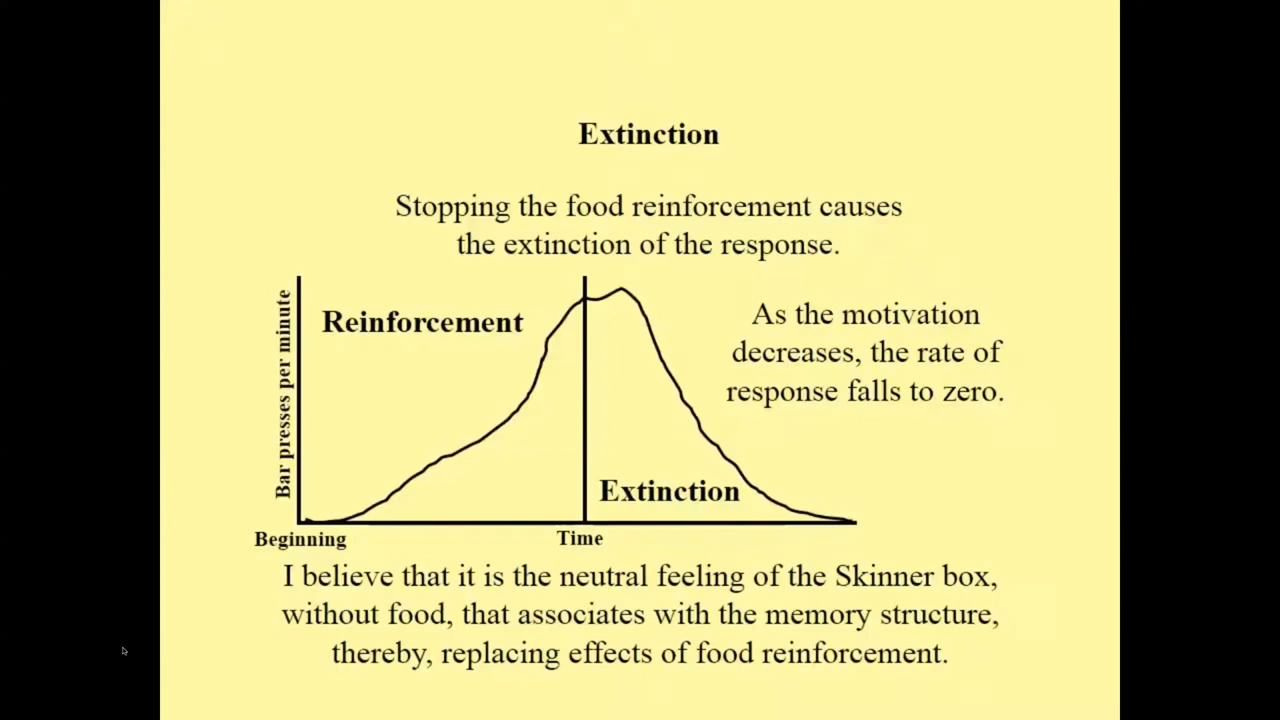 Extinction
Stopping the food reinforcement causes
the extinction of the response.
Bar presses per minute
Reinforcement
As the motivation
decreases, the rate of
response falls to zero.
Extinction
Beginning
Time
I believe that it is the neutral feeling of the Skinner box,
without food, that associates with the memory structure,
thereby, replacing effects of food reinforcement.